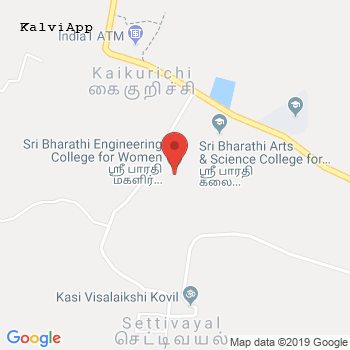 KalviApp
India1 ATM
Kaikurichi
கைகுறிச்சி
Sri Bharathi Engineering
College for Women
ஸ்ரீ பாரதி
மகளிர்...
Sri Bharathi Arts
& Science College for...
ஸ்ரீ பாரதி
கலை...
Kasi Visalaikshi Kovil
Settivayal
செட்டிவயல்
Google
Map data ©2019 Google